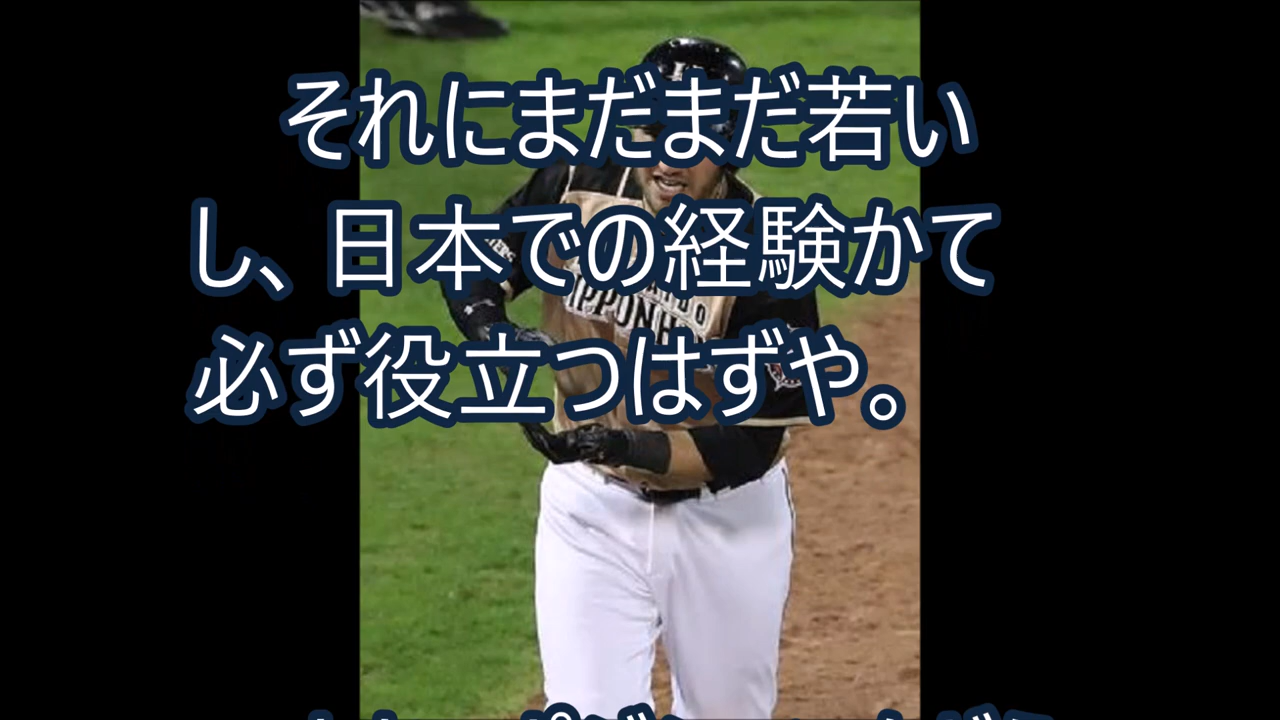 それにまだまだ若い
し、日本での経験かて
必ず役立つはずや。